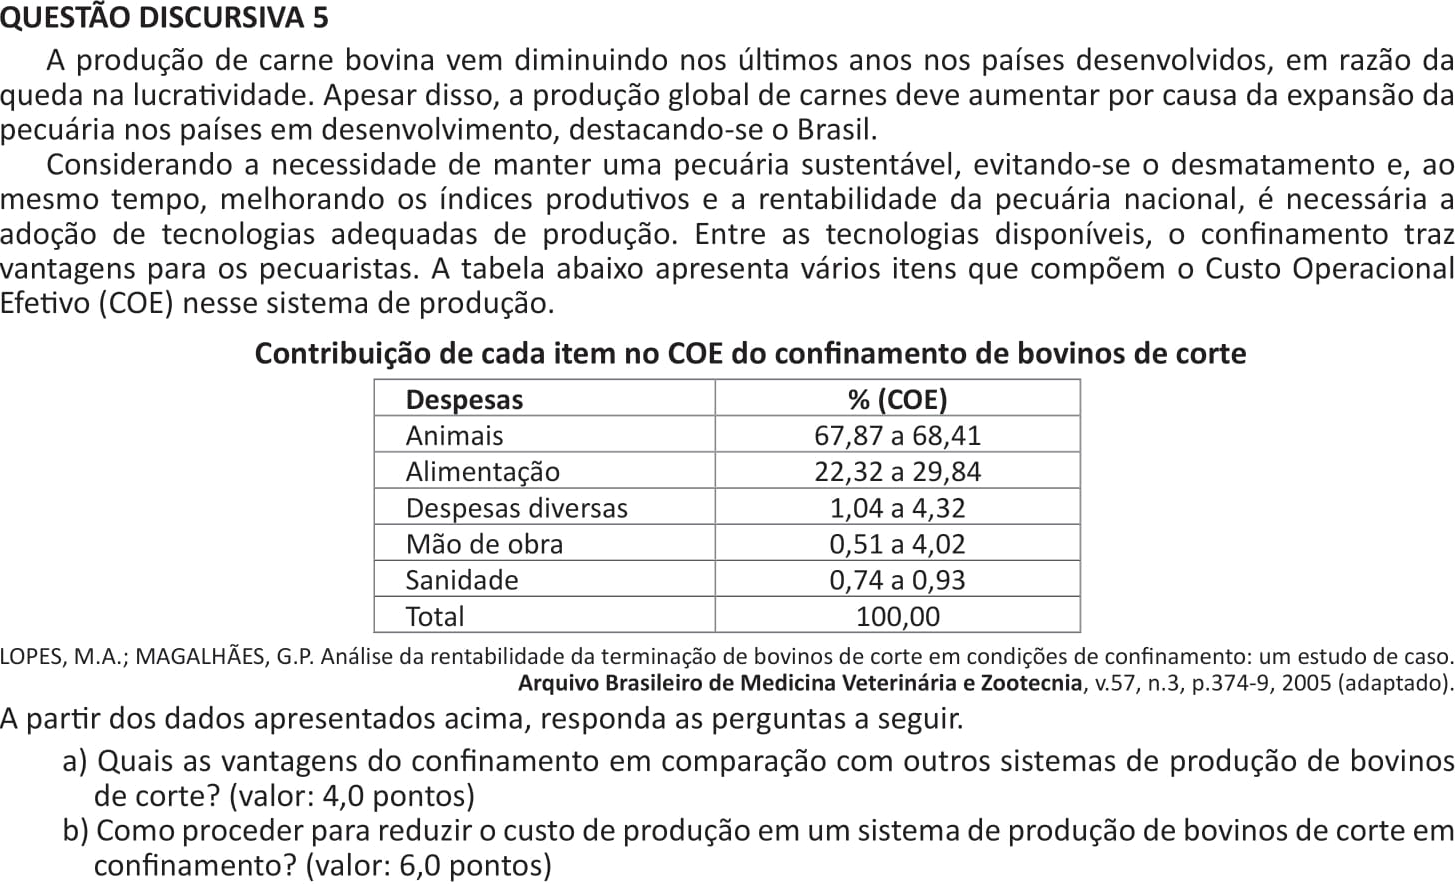 QUESTÃO DISCURSIVA 5
A produção de carne bovina vem diminuindo nos últimos anos nos países desenvolvidos, em razão da
queda na lucratividade. Apesar disso, a produção global de carnes deve aumentar por causa da expansão da
pecuária nos países em desenvolvimento, destacando-se o Brasil.
Considerando a necessidade de manter uma pecuária sustentável, evitando-se o desmatamento e, ao
mesmo tempo, melhorando os índices produtivos e a rentabilidade da pecuária nacional, é necessária a
adoção de tecnologias adequadas de produção. Entre as tecnologias disponíveis, o confinamento traz
vantagens para os pecuaristas. A tabela abaixo apresenta vários itens que compõem o Custo Operacional
Efetivo (COE) nesse sistema de produção.
Contribuição de cada item no COE do confinamento de bovinos de corte
Despesas % (COE)
Animais 67,87 a 68,41
Alimentação 22,32 a 29,84
Despesas diversas 1,04 a 4,32
Mão de obra 0,51 a 4,02
Sanidade 0,74 a 0,93
Total 100,00
LOPES, M.A.; MAGALHÃES, G.P. Análise da rentabilidade da terminação de bovinos de corte em condições de confinamento: um estudo de caso.
Arquivo Brasileiro de Medicina Veterinária e Zootecnia, v.57, n.3, p.374-9, 2005 (adaptado).
A partir dos dados apresentados acima, responda as perguntas a seguir.
a) Quais as vantagens do confinamento em comparação com outros sistemas de produção de bovinos
de corte? (valor: 4,0 pontos)
b) Como proceder para reduzir o custo de produção em um sistema de produção de bovinos de corte em
confinamento? (valor: 6,0 pontos)